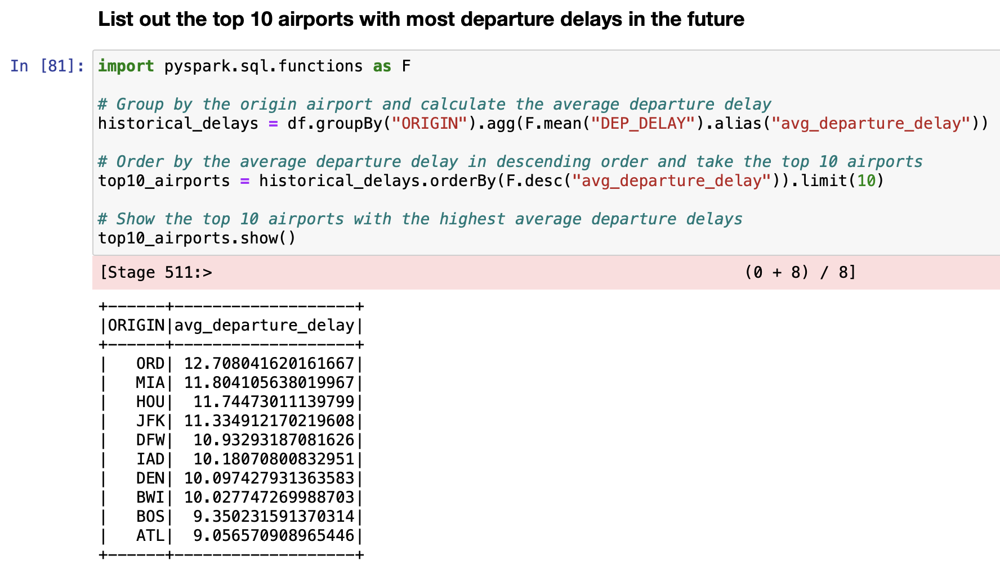 List out the top 10 airports with most departure delays in the future
In [81]: import pyspark.sql.functions as F
# Group by the origin airport and calculate the average departure delay
historical_delays = df.groupBy("ORIGIN").agg(F.mean("DEP_DELAY").alias("avg_departure_delay"))
# Order by the average departure delay in descending order and take the top 10 airports
top10_airports = historical_delays.orderBy(F.desc("avg_departure_delay")).limit(10)
# Show the top 10 airports with the highest average departure delays
top10_airports.show()
[Stage 511:> (0 + 8) / 8]
+------+-------------------+
|ORIGIN|avg_departure_delay|
+------+-------------------+
|   ORD| 12.708041620161667|
|   MIA| 11.804105638019967|
|   HOU|  11.74473011139799|
|   JFK| 11.334912170219608|
|   DFW|  10.93293187081626|
|   IAD|  10.18070800832951|
|   DEN| 10.097427931363583|
|   BWI| 10.027747269988703|
|   BOS|  9.350231591370314|
|   ATL|  9.056570908965446|
+------+-------------------+